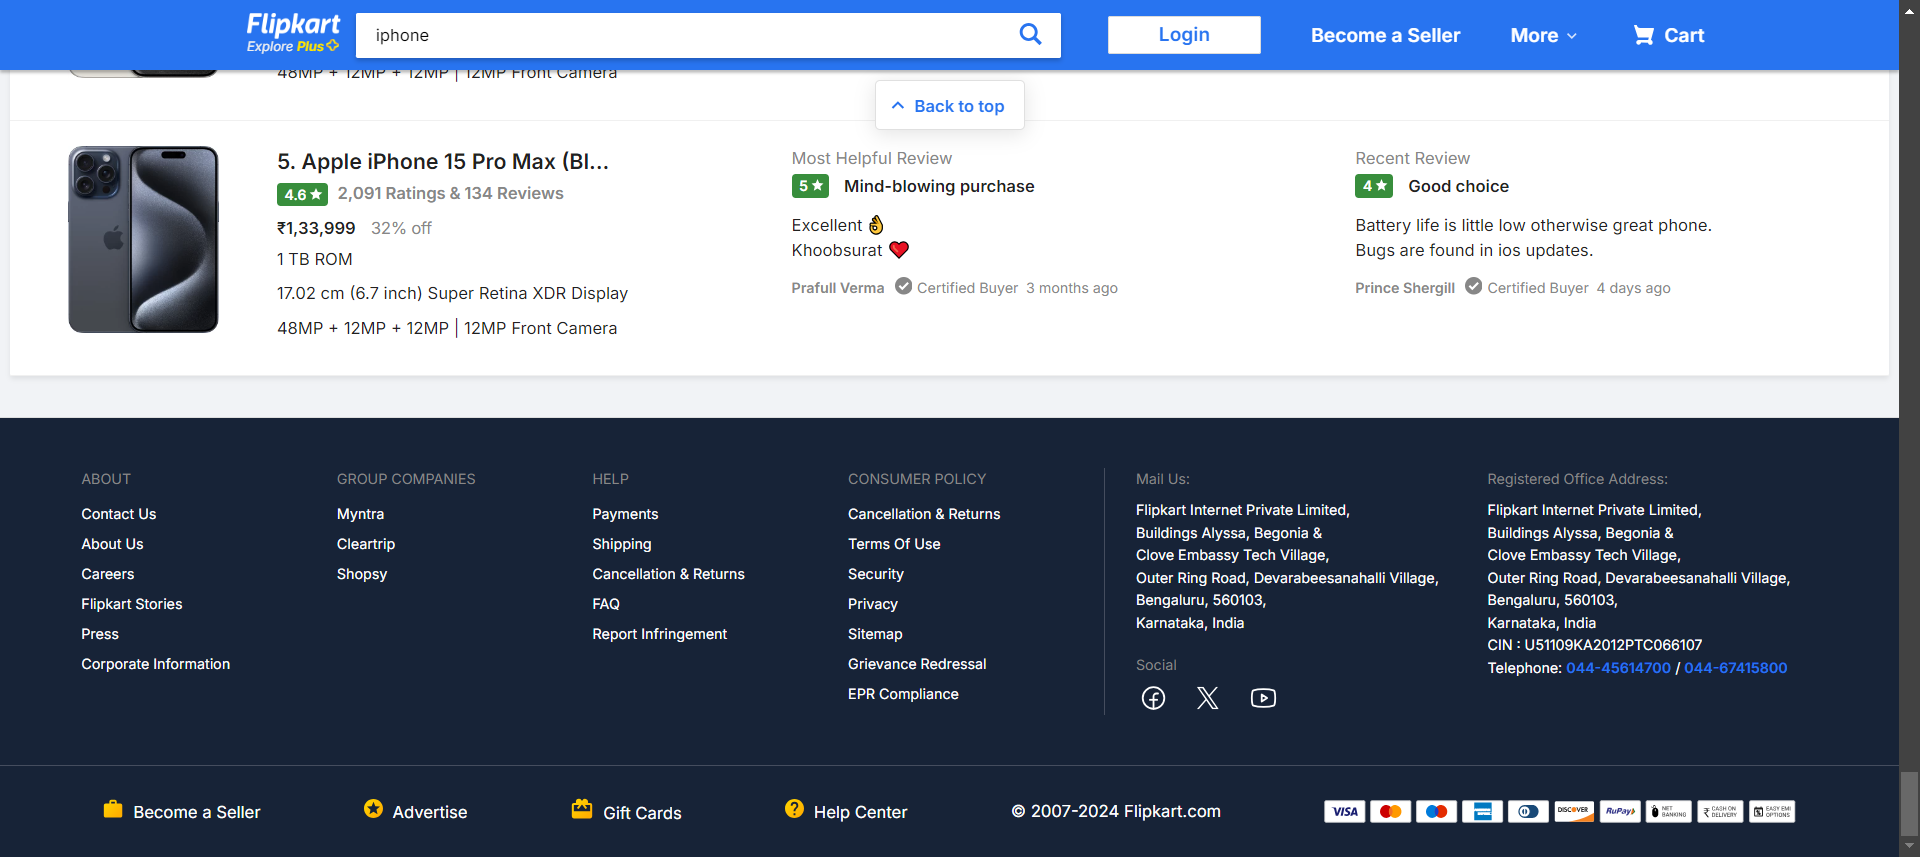 Flipkart
Explore Plus
iphone
Login
Become a Seller
More
Cart
48MP + 12MP + 12MP | 12MP Front Camera
Back to top
5. Apple iPhone 15 Pro Max (Bl...
4.6★ 2,091 Ratings & 134 Reviews
₹1,33,999 32% off
1 TB ROM
17.02 cm (6.7 inch) Super Retina XDR Display
48MP + 12MP + 12MP | 12MP Front Camera
Most Helpful Review
5★ Mind-blowing purchase
Excellent 👌
Khoobsurat ❤️
Prafull Verma Certified Buyer 3 months ago
Recent Review
4★ Good choice
Battery life is little low otherwise great phone.
Bugs are found in ios updates.
Prince Shergill Certified Buyer 4 days ago
ABOUT
Contact Us
About Us
Careers
Flipkart Stories
Press
Corporate Information
GROUP COMPANIES
Myntra
Cleartrip
Shopsy
HELP
Payments
Shipping
Cancellation & Returns
FAQ
Report Infringement
CONSUMER POLICY
Cancellation & Returns
Terms Of Use
Security
Privacy
Sitemap
Grievance Redressal
EPR Compliance
Mail Us:
Flipkart Internet Private Limited,
Buildings Alyssa, Begonia &
Clove Embassy Tech Village,
Outer Ring Road, Devarabeesanahalli Village,
Bengaluru, 560103,
Karnataka, India
Social
Registered Office Address:
Flipkart Internet Private Limited,
Buildings Alyssa, Begonia &
Clove Embassy Tech Village,
Outer Ring Road, Devarabeesanahalli Village,
Bengaluru, 560103,
Karnataka, India
CIN : U51109KA2012PTC066107
Telephone: 044-45614700 / 044-67415800
Become a Seller
Advertise
Gift Cards
Help Center
© 2007-2024 Flipkart.com
VISA
DISCOVER
RuPay
NET BANKING
CASH ON DELIVERY
EASY EMI OPTIONS